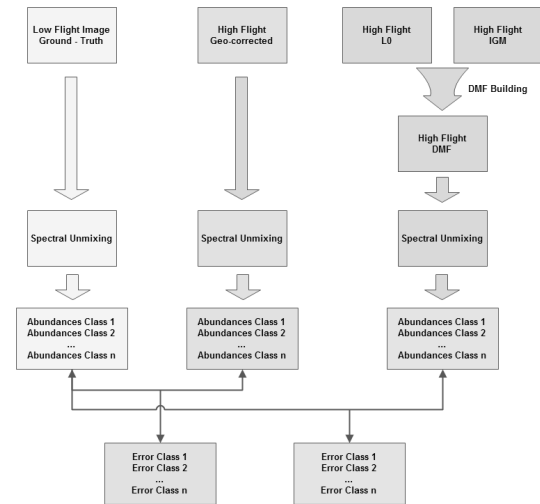 Low Flight Image
Ground - Truth
High Flight
Geo-corrected
High Flight
L0
High Flight
IGM
DMF Building
High Flight
DMF
Spectral Unmixing
Spectral Unmixing
Spectral Unmixing
Abundances Class 1
Abundances Class 2
...
Abundances Class n
Abundances Class 1
Abundances Class 2
...
Abundances Class n
Abundances Class 1
Abundances Class 2
...
Abundances Class n
Error Class 1
Error Class 2
...
Error Class n
Error Class 1
Error Class 2
...
Error Class n